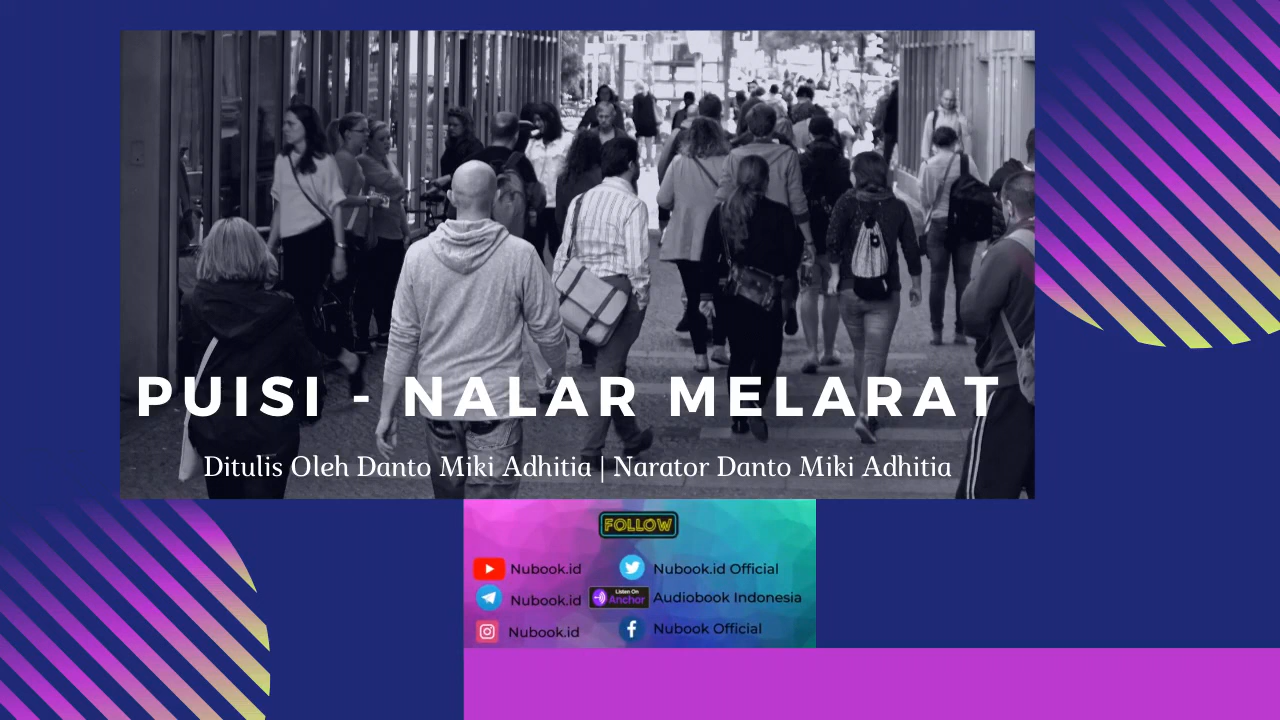 PUISI - NALAR MELARAT
Ditulis Oleh Danto Miki Adhitia | Narator Danto Miki Adhitia
FOLLOW
Nubook.id
Nubook.id Official
Nubook.id
Listen On
Anchor
Audiobook Indonesia
Nubook.id
Nubook Official